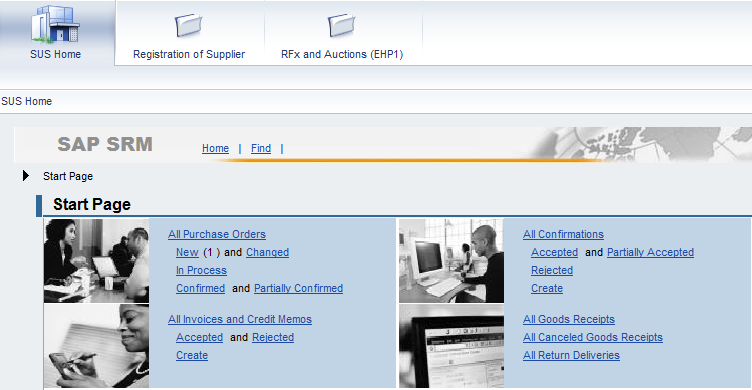 SUS Home
Registration of Supplier
RFx and Auctions (EHP1)
SUS Home
SAP SRM
Home | Find |
Start Page
Start Page
All Purchase Orders
New (1 ) and Changed
In Process
Confirmed and Partially Confirmed
All Confirmations
Accepted and Partially Accepted
Rejected
Create
All Invoices and Credit Memos
Accepted and Rejected
Create
All Goods Receipts
All Canceled Goods Receipts
All Return Deliveries